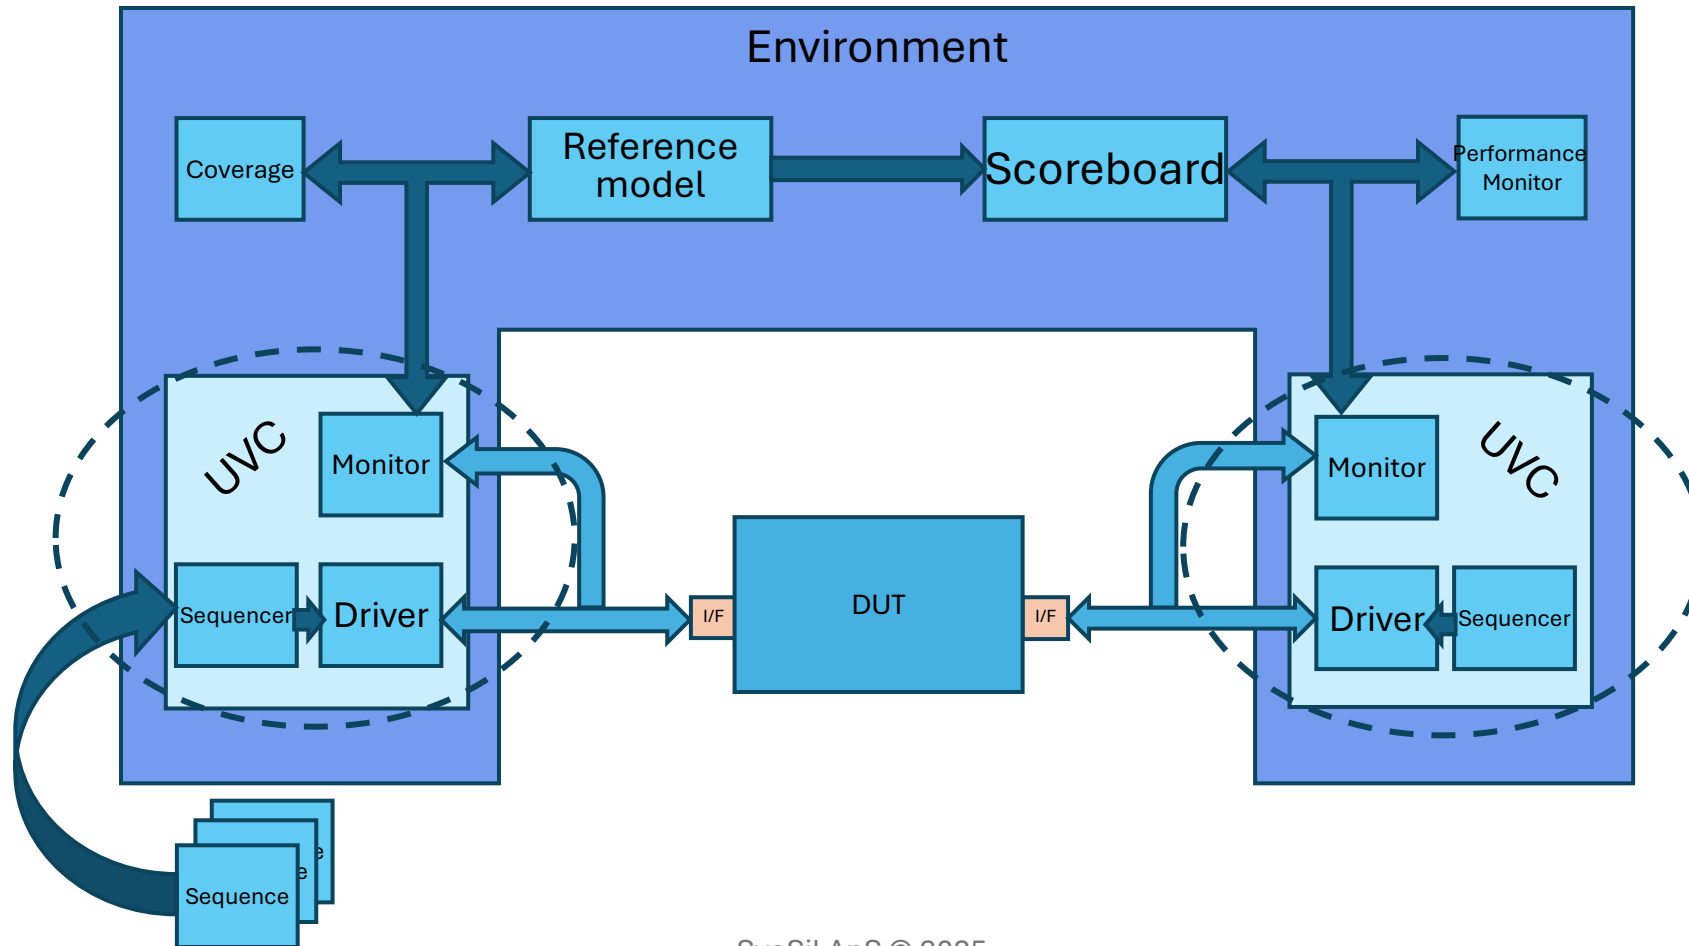 Environment
Coverage
Reference
model
Scoreboard
Performance
Monitor
UVC
Monitor
Sequencer
Driver
I/F
DUT
I/F
UVC
Monitor
Driver
Sequencer
e
e
Sequence